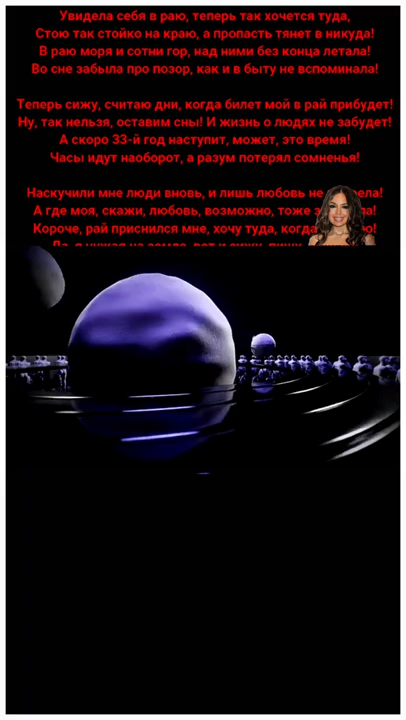 Увидела себя в раю, теперь так хочется туда,
Стою так стойко на краю, а пропасть тянет в никуда!
В раю моря и сотни гор, над ними без конца летала!
Во сне забыла про позор, как и в быту не вспоминала!
Теперь сижу, считаю дни, когда билет мой в рай прибудет!
Ну, так нельзя, оставим сны! И жизнь о людях не забудет!
А скоро 33-й год наступит, может, это время!
Часы идут наоборот, а разум потерял сомненья!
Наскучили мне люди вновь, и лишь любовь не
А где моя, скажи, любовь, возможно, тоже
Короче, рай приснился мне, хочу туда,